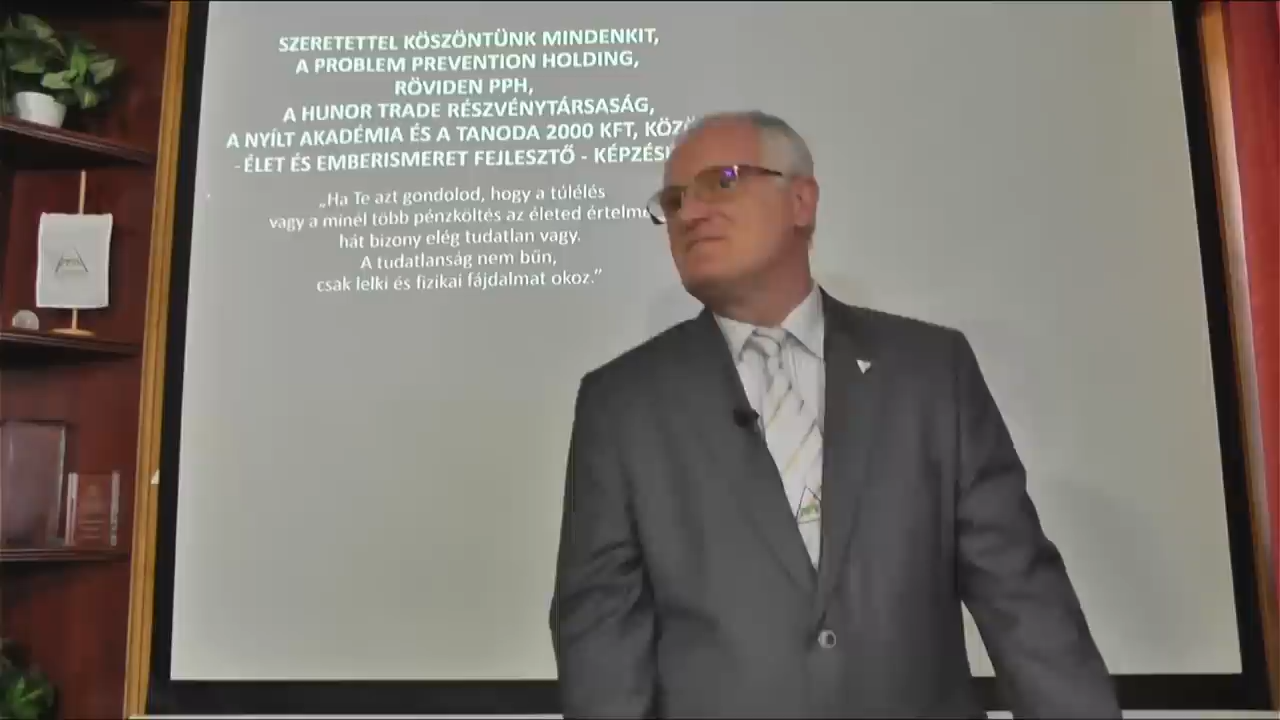 SZERETETTEL KÖSZÖNTÜNK MINDENKIT,
A PROBLEM PREVENTION HOLDING,
RÖVIDEN PPH,
A HUNOR TRADE RÉSZVÉNYTÁRSASÁG,
A NYÍLT AKADÉMIA ÉS A TANODA 2000 KFT,
- ÉLET ÉS EMBERISMERET FEJLESZTŐ -
„Ha Te azt gondolod, hogy a túlélés
vagy a minél több pénzköltés az életed
hát bizony elég tudatlan vagy.
A tudatlanság nem bűn,
csak lelki és fizikai fájdalmat okoz.”